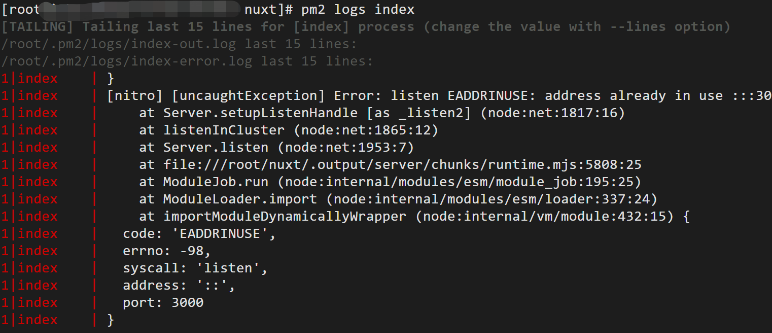 [root nuxt]# pm2 logs index
[TAILING] Tailing last 15 lines for [index] process (change the value with --lines option)
/root/.pm2/logs/index-out.log last 15 lines:
/root/.pm2/logs/index-error.log last 15 lines:
1|index    | }
1|index    | [nitro] [uncaughtException] Error: listen EADDRINUSE: address already in use :::30
1|index    |     at Server.setupListenHandle [as _listen2] (node:net:1817:16)
1|index    |     at listenInCluster (node:net:1865:12)
1|index    |     at Server.listen (node:net:1953:7)
1|index    |     at file:///root/nuxt/.output/server/chunks/runtime.mjs:5808:25
1|index    |     at ModuleJob.run (node:internal/modules/esm/module_job:195:25)
1|index    |     at ModuleLoader.import (node:internal/modules/esm/loader:337:24)
1|index    |     at importModuleDynamicallyWrapper (node:internal/vm/module:432:15) {
1|index    |   code: 'EADDRINUSE',
1|index    |   errno: -98,
1|index    |   syscall: 'listen',
1|index    |   address: '::',
1|index    |   port: 3000
1|index    | }